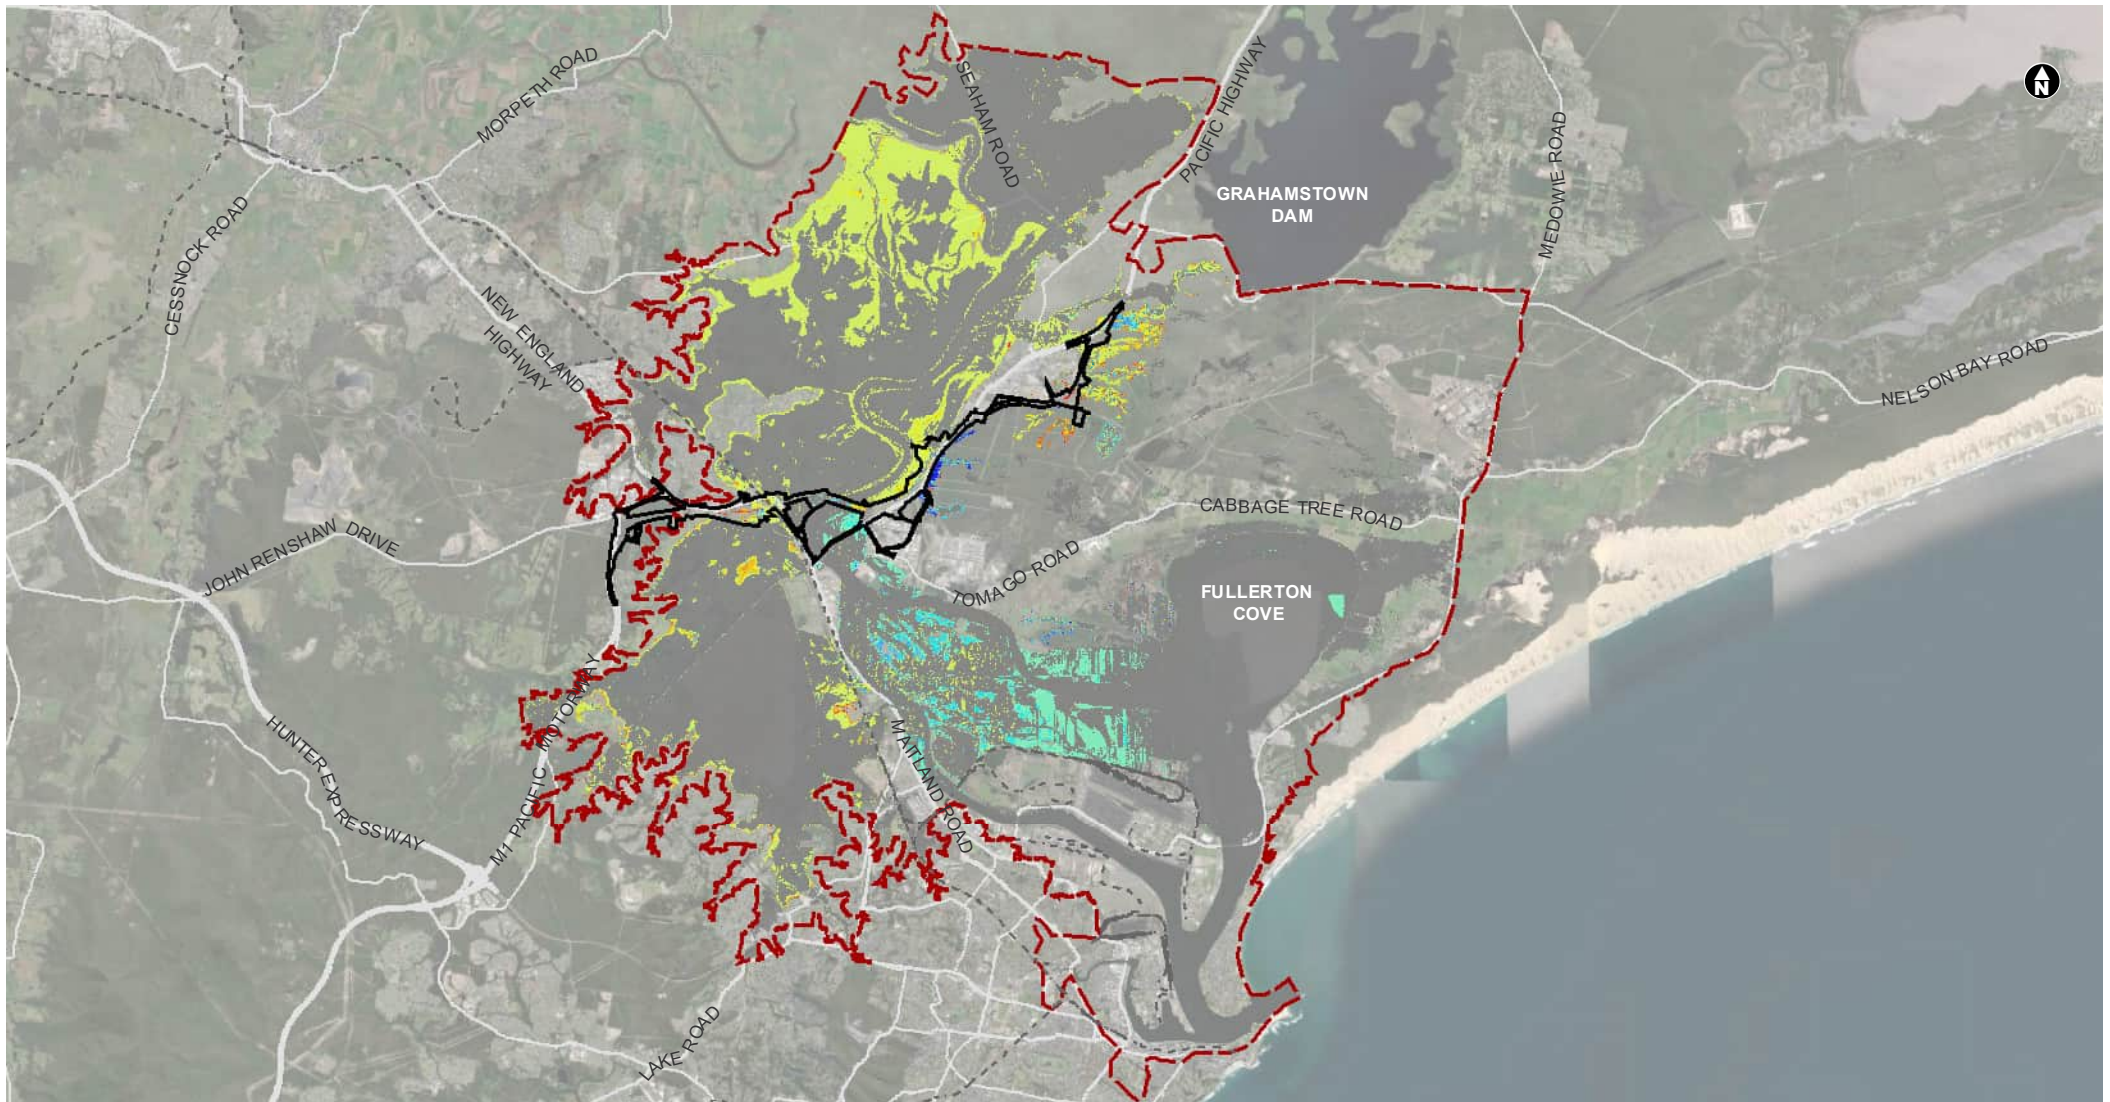 MORPETH ROAD
SEAHAM ROAD
PACIFIC HIGHWAY
N
GRAHAMSTOWN
DAM
MEDOWIE ROAD
CESSNOCK ROAD
NEW ENGLAND
HIGHWAY
NELSON BAY ROAD
CABBAGE TREE ROAD
JOHN RENSHAW DRIVE
TOMAGO ROAD
FULLERTON
COVE
M1 PACIFIC MOTORWAY
HUNTER EXPRESSWAY
MAITLAND ROAD
LAKE ROAD